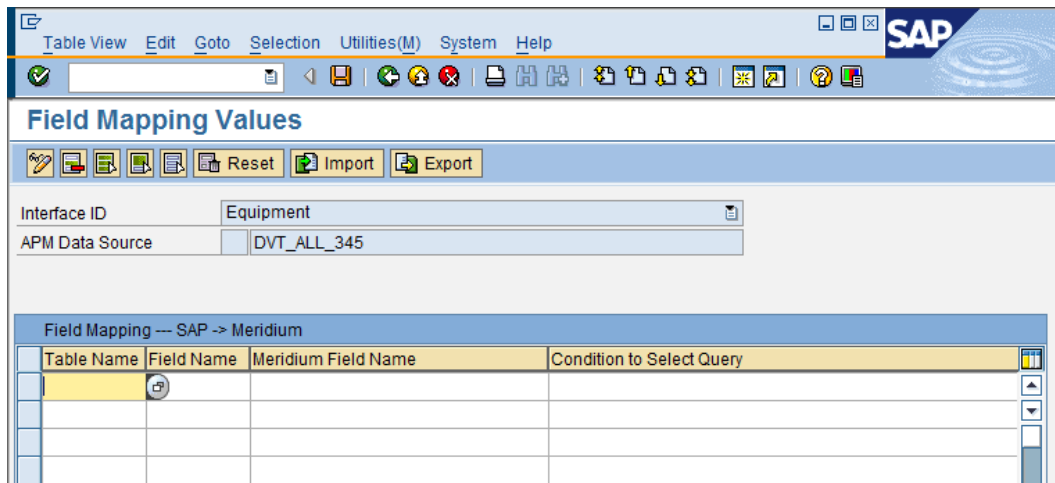 Table View Edit Goto Selection Utilities(M) System Help
SAP
Field Mapping Values
Reset Import Export
Interface ID Equipment
APM Data Source DVT_ALL_345
Field Mapping --- SAP -> Meridium
Table Name Field Name Meridium Field Name Condition to Select Query